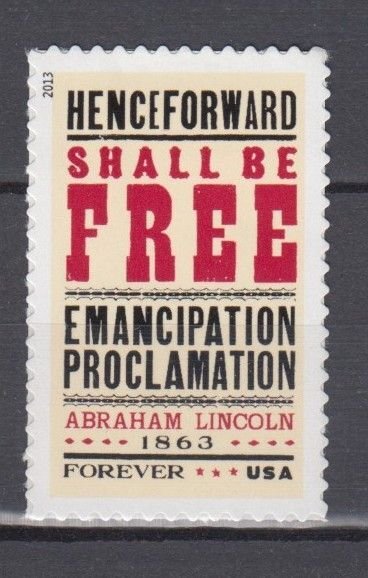 2013
HENCEFORWARD
SHALL BE
FREE
EMANCIPATION
PROCLAMATION
ABRAHAM LINCOLN
1863
FOREVER USA